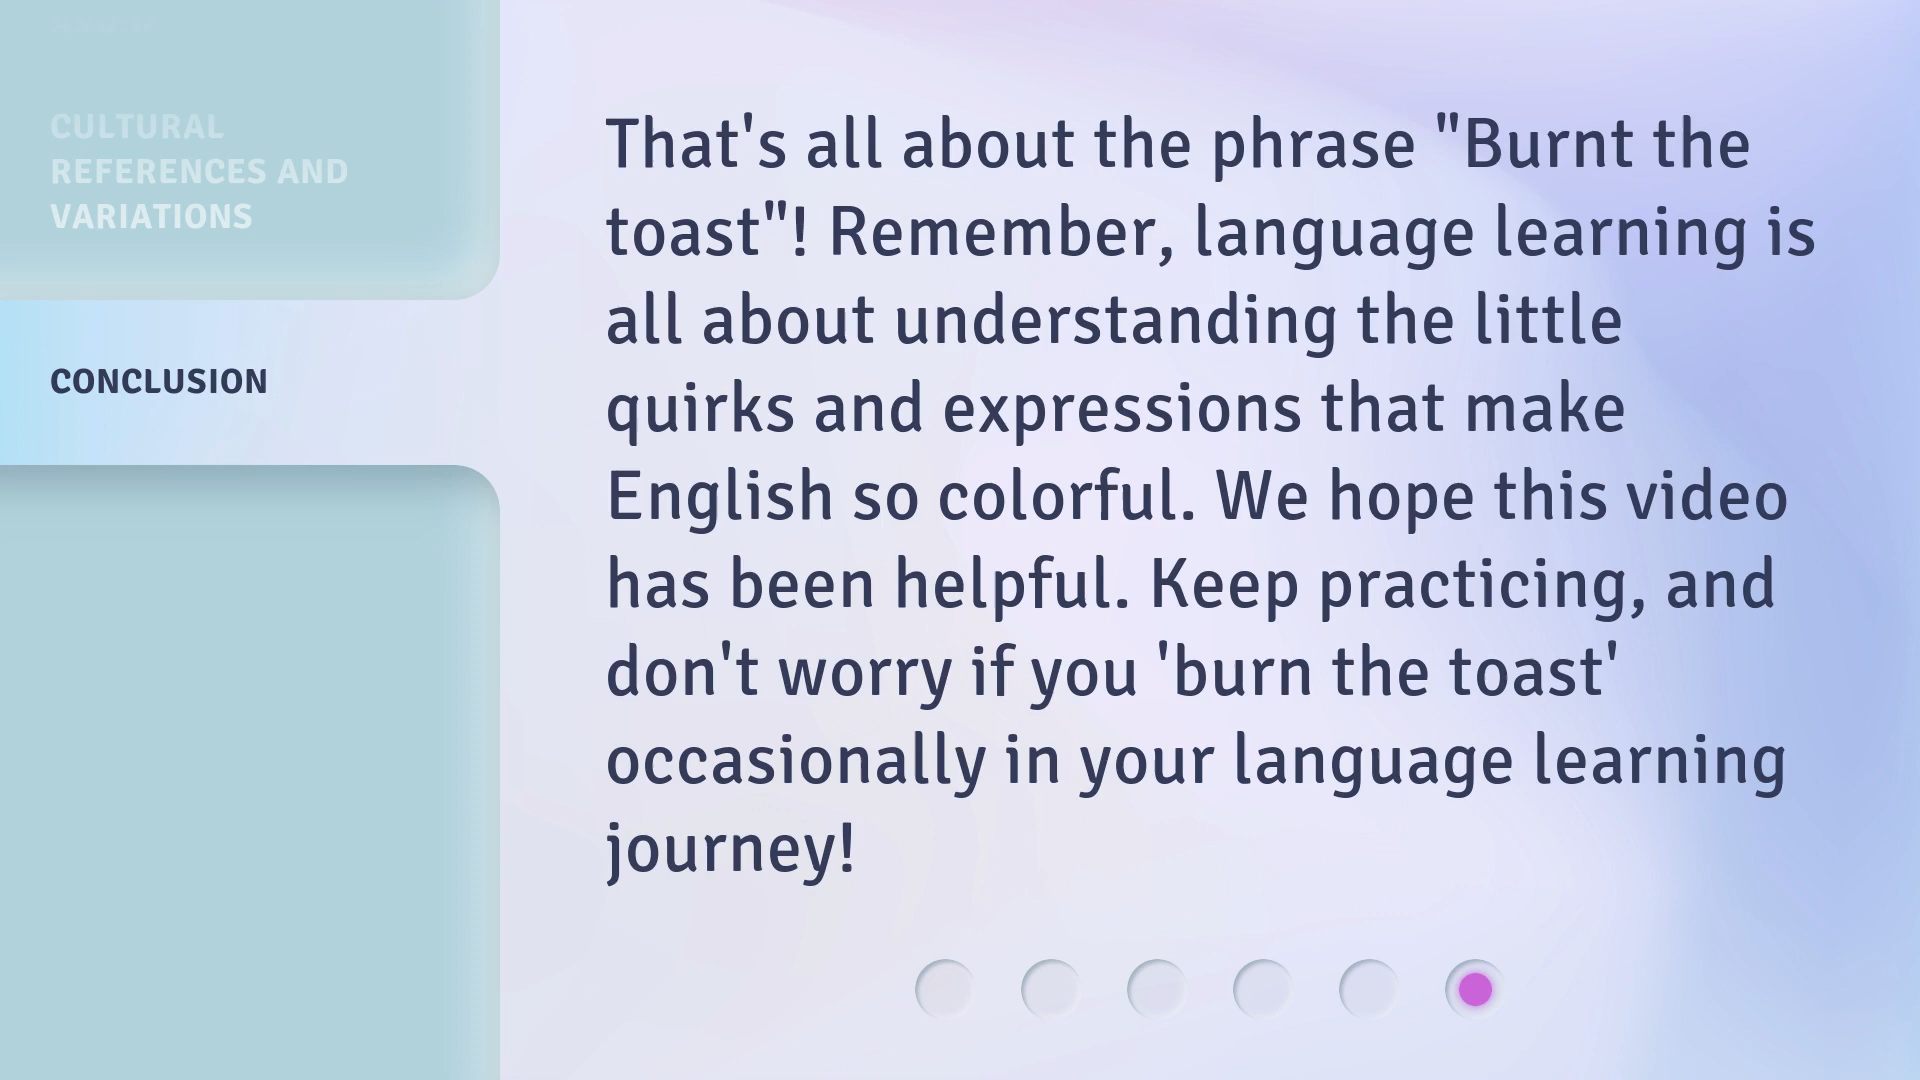 CULTURAL
REFERENCES AND
VARIATIONS
CONCLUSION
That's all about the phrase "Burnt the
toast"! Remember, language learning is
all about understanding the little
quirks and expressions that make
English so colorful. We hope this video
has been helpful. Keep practicing, and
don't worry if you 'burn the toast'
occasionally in your language learning
journey!